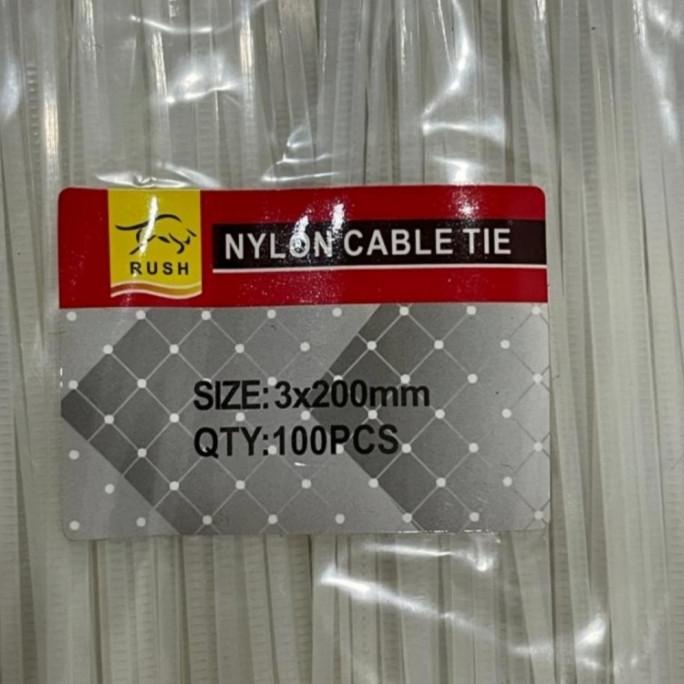 RUSH
NYLON CABLE TIE
SIZE: 3x200mm
QTY:100PCS